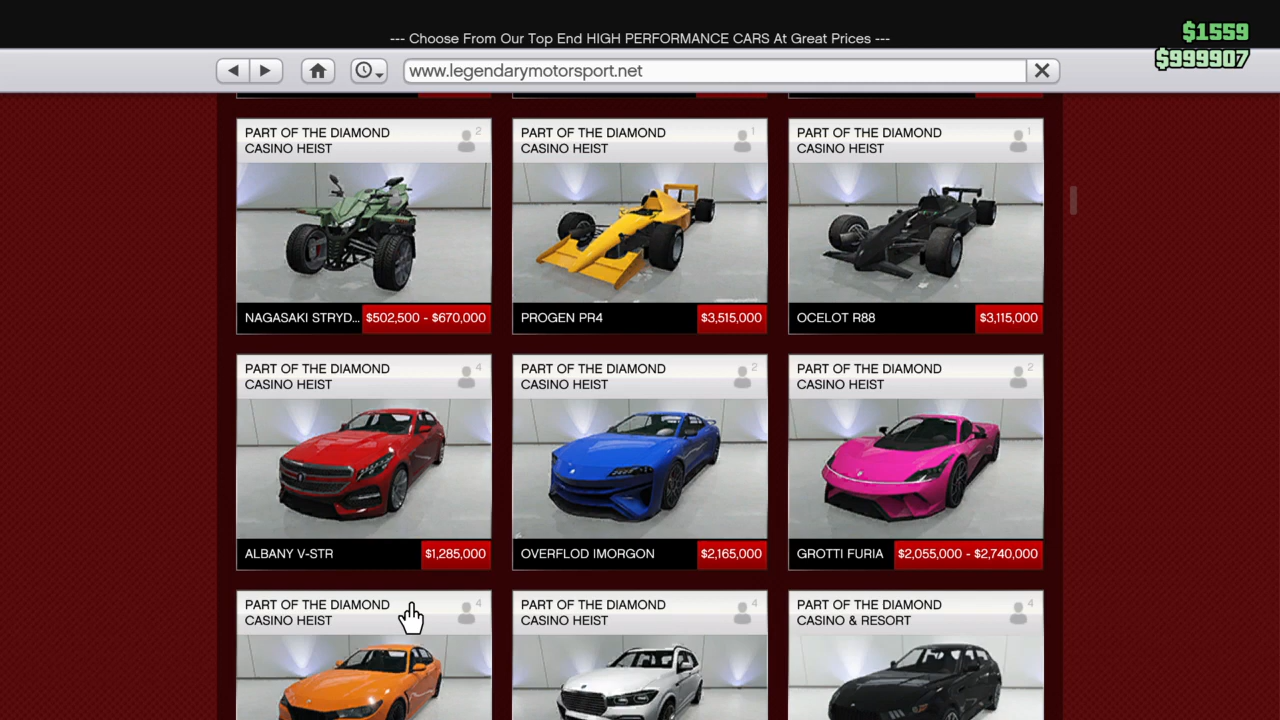 --- Choose From Our Top End HIGH PERFORMANCE CARS At Great Prices ---
$1559
$999907
www.legendarymotorsport.net
PART OF THE DIAMOND
CASINO HEIST
2
PART OF THE DIAMOND
CASINO HEIST
1
PART OF THE DIAMOND
CASINO HEIST
1
NAGASAKI STRYD... $502,500 - $670,000
PROGEN PR4 $3,515,000
OCELOT R88 $3,115,000
PART OF THE DIAMOND
CASINO HEIST
4
PART OF THE DIAMOND
CASINO HEIST
2
PART OF THE DIAMOND
CASINO HEIST
2
ALBANY V-STR $1,285,000
OVERFLOD IMORGON $2,165,000
GROTTI FURIA $2,055,000 - $2,740,000
PART OF THE DIAMOND
CASINO HEIST
4
PART OF THE DIAMOND
CASINO HEIST
4
PART OF THE DIAMOND
CASINO & RESORT
4